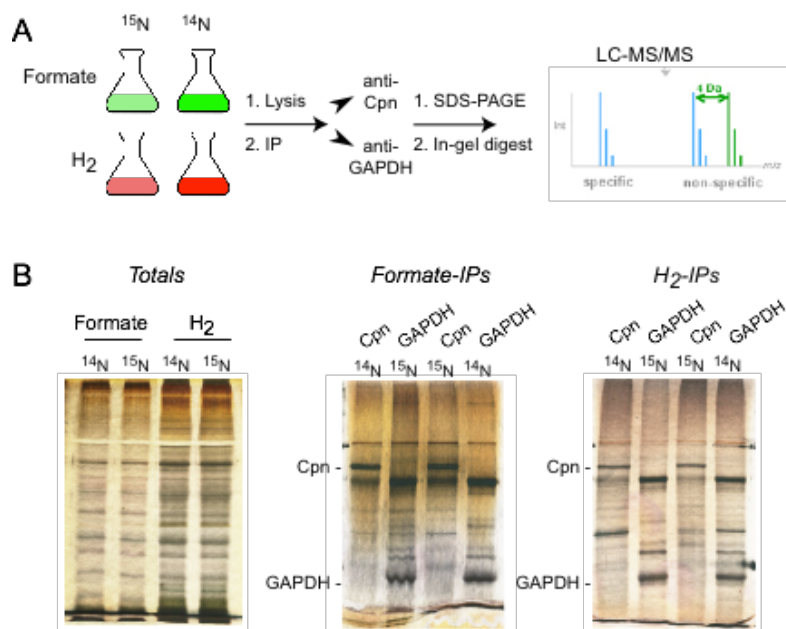 A
15N 14N
Formate
H2
1. Lysis
2. IP
anti-
Cpn
anti-
GAPDH
1. SDS-PAGE
2. In-gel digest
LC-MS/MS
4 Da
Int
m/z
specific
non-specific
B
Totals
Formate H2
14N 15N 14N 15N
Formate-IPs
Cpn GAPDH Cpn GAPDH
14N 15N 15N 14N
Cpn -
GAPDH -
H2-IPs
Cpn GAPDH Cpn GAPDH
14N 15N 15N 14N
Cpn -
GAPDH -